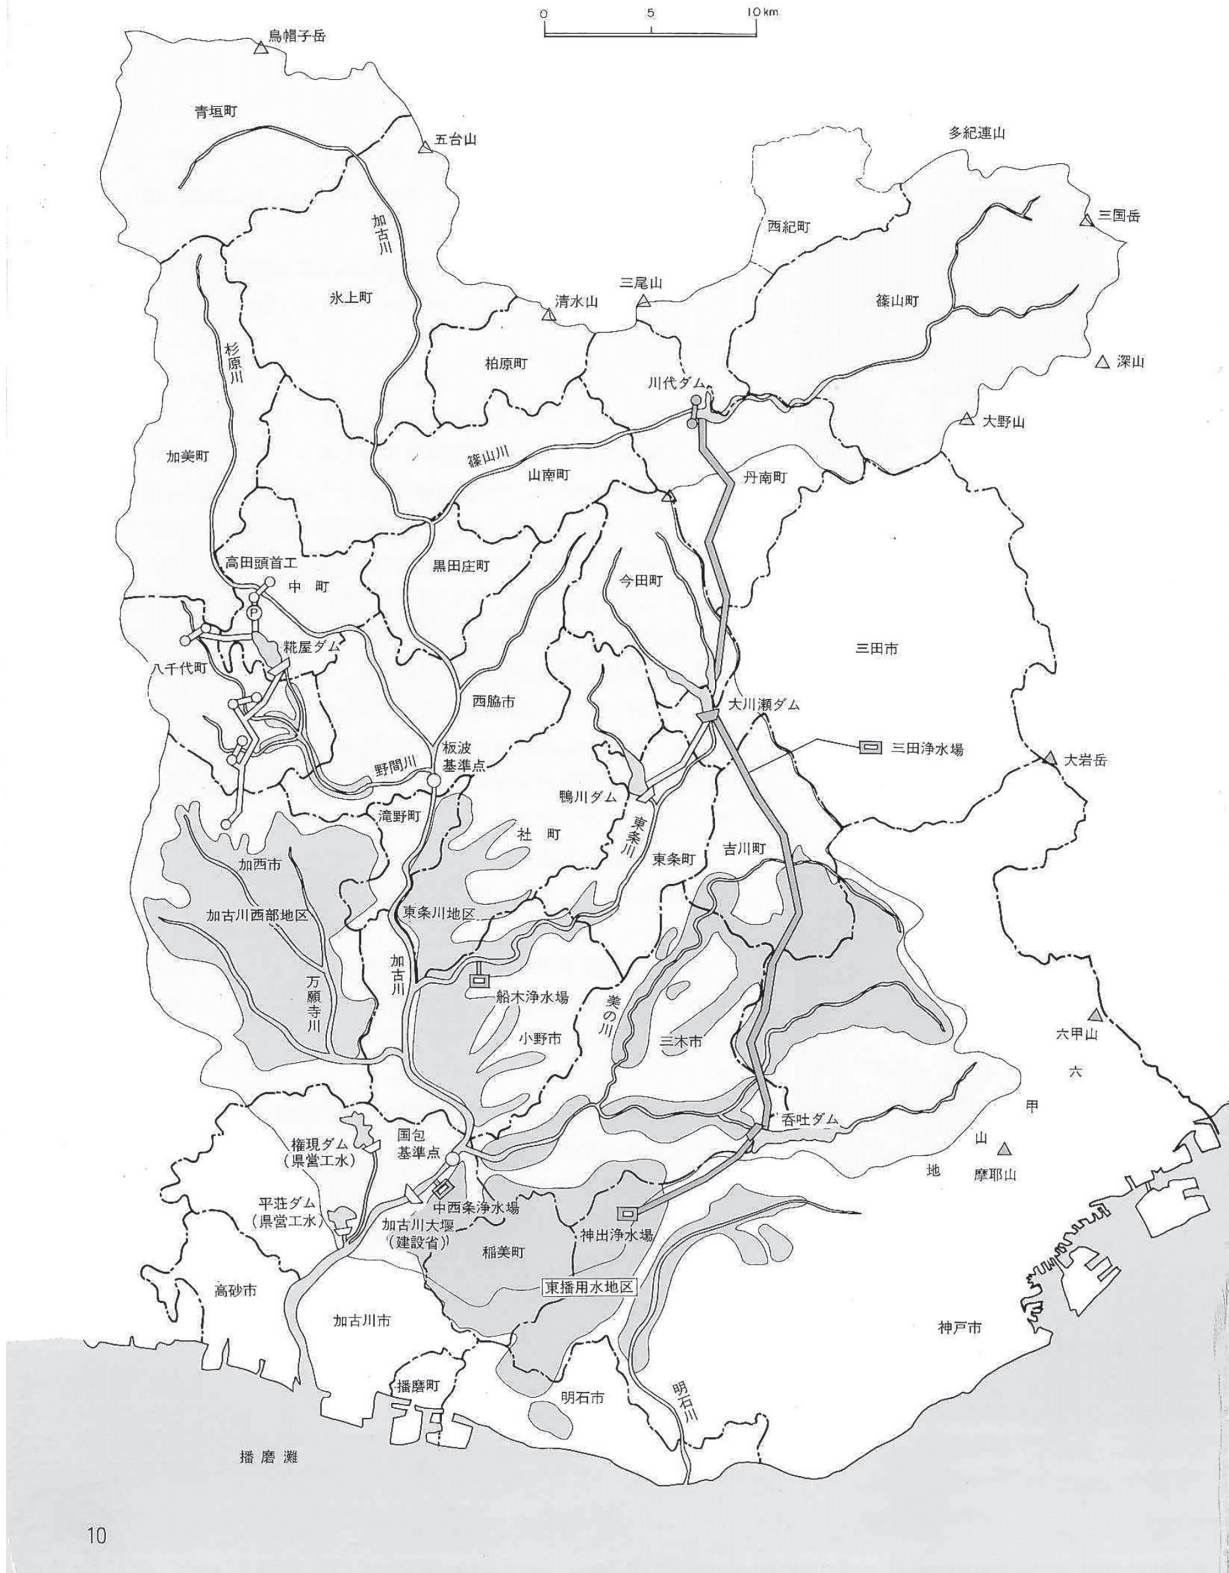 0 5 10km
烏帽子岳
青垣町
五台山
多紀連山
加古川
西紀町
三国岳
氷上町
清水山
三尾山
篠山町
杉原川
柏原町
川代ダム
深山
大野山
加美町
篠山川
山南町
丹南町
高田頭首工
中町
黒田庄町
今田町
P
糀屋ダム
八千代町
三田市
西脇市
大川瀬ダム
板波
基準点
三田浄水場
野間川
大岩岳
鴨川ダム
滝野町
社町
東条川
東条町
吉川町
加西市
加古川西部地区
東条川地区
加古川
万願寺川
船木浄水場
美の川
小野市
三木市
六甲山
六甲山地
呑吐ダム
摩耶山
権現ダム
(県営工水)
国包
基準点
平荘ダム
(県営工水)
中西条浄水場
加古川大堰
(建設省)
神出浄水場
稲美町
東播用水地区
高砂市
加古川市
神戸市
播磨町
明石市
明石川
播磨灘
10